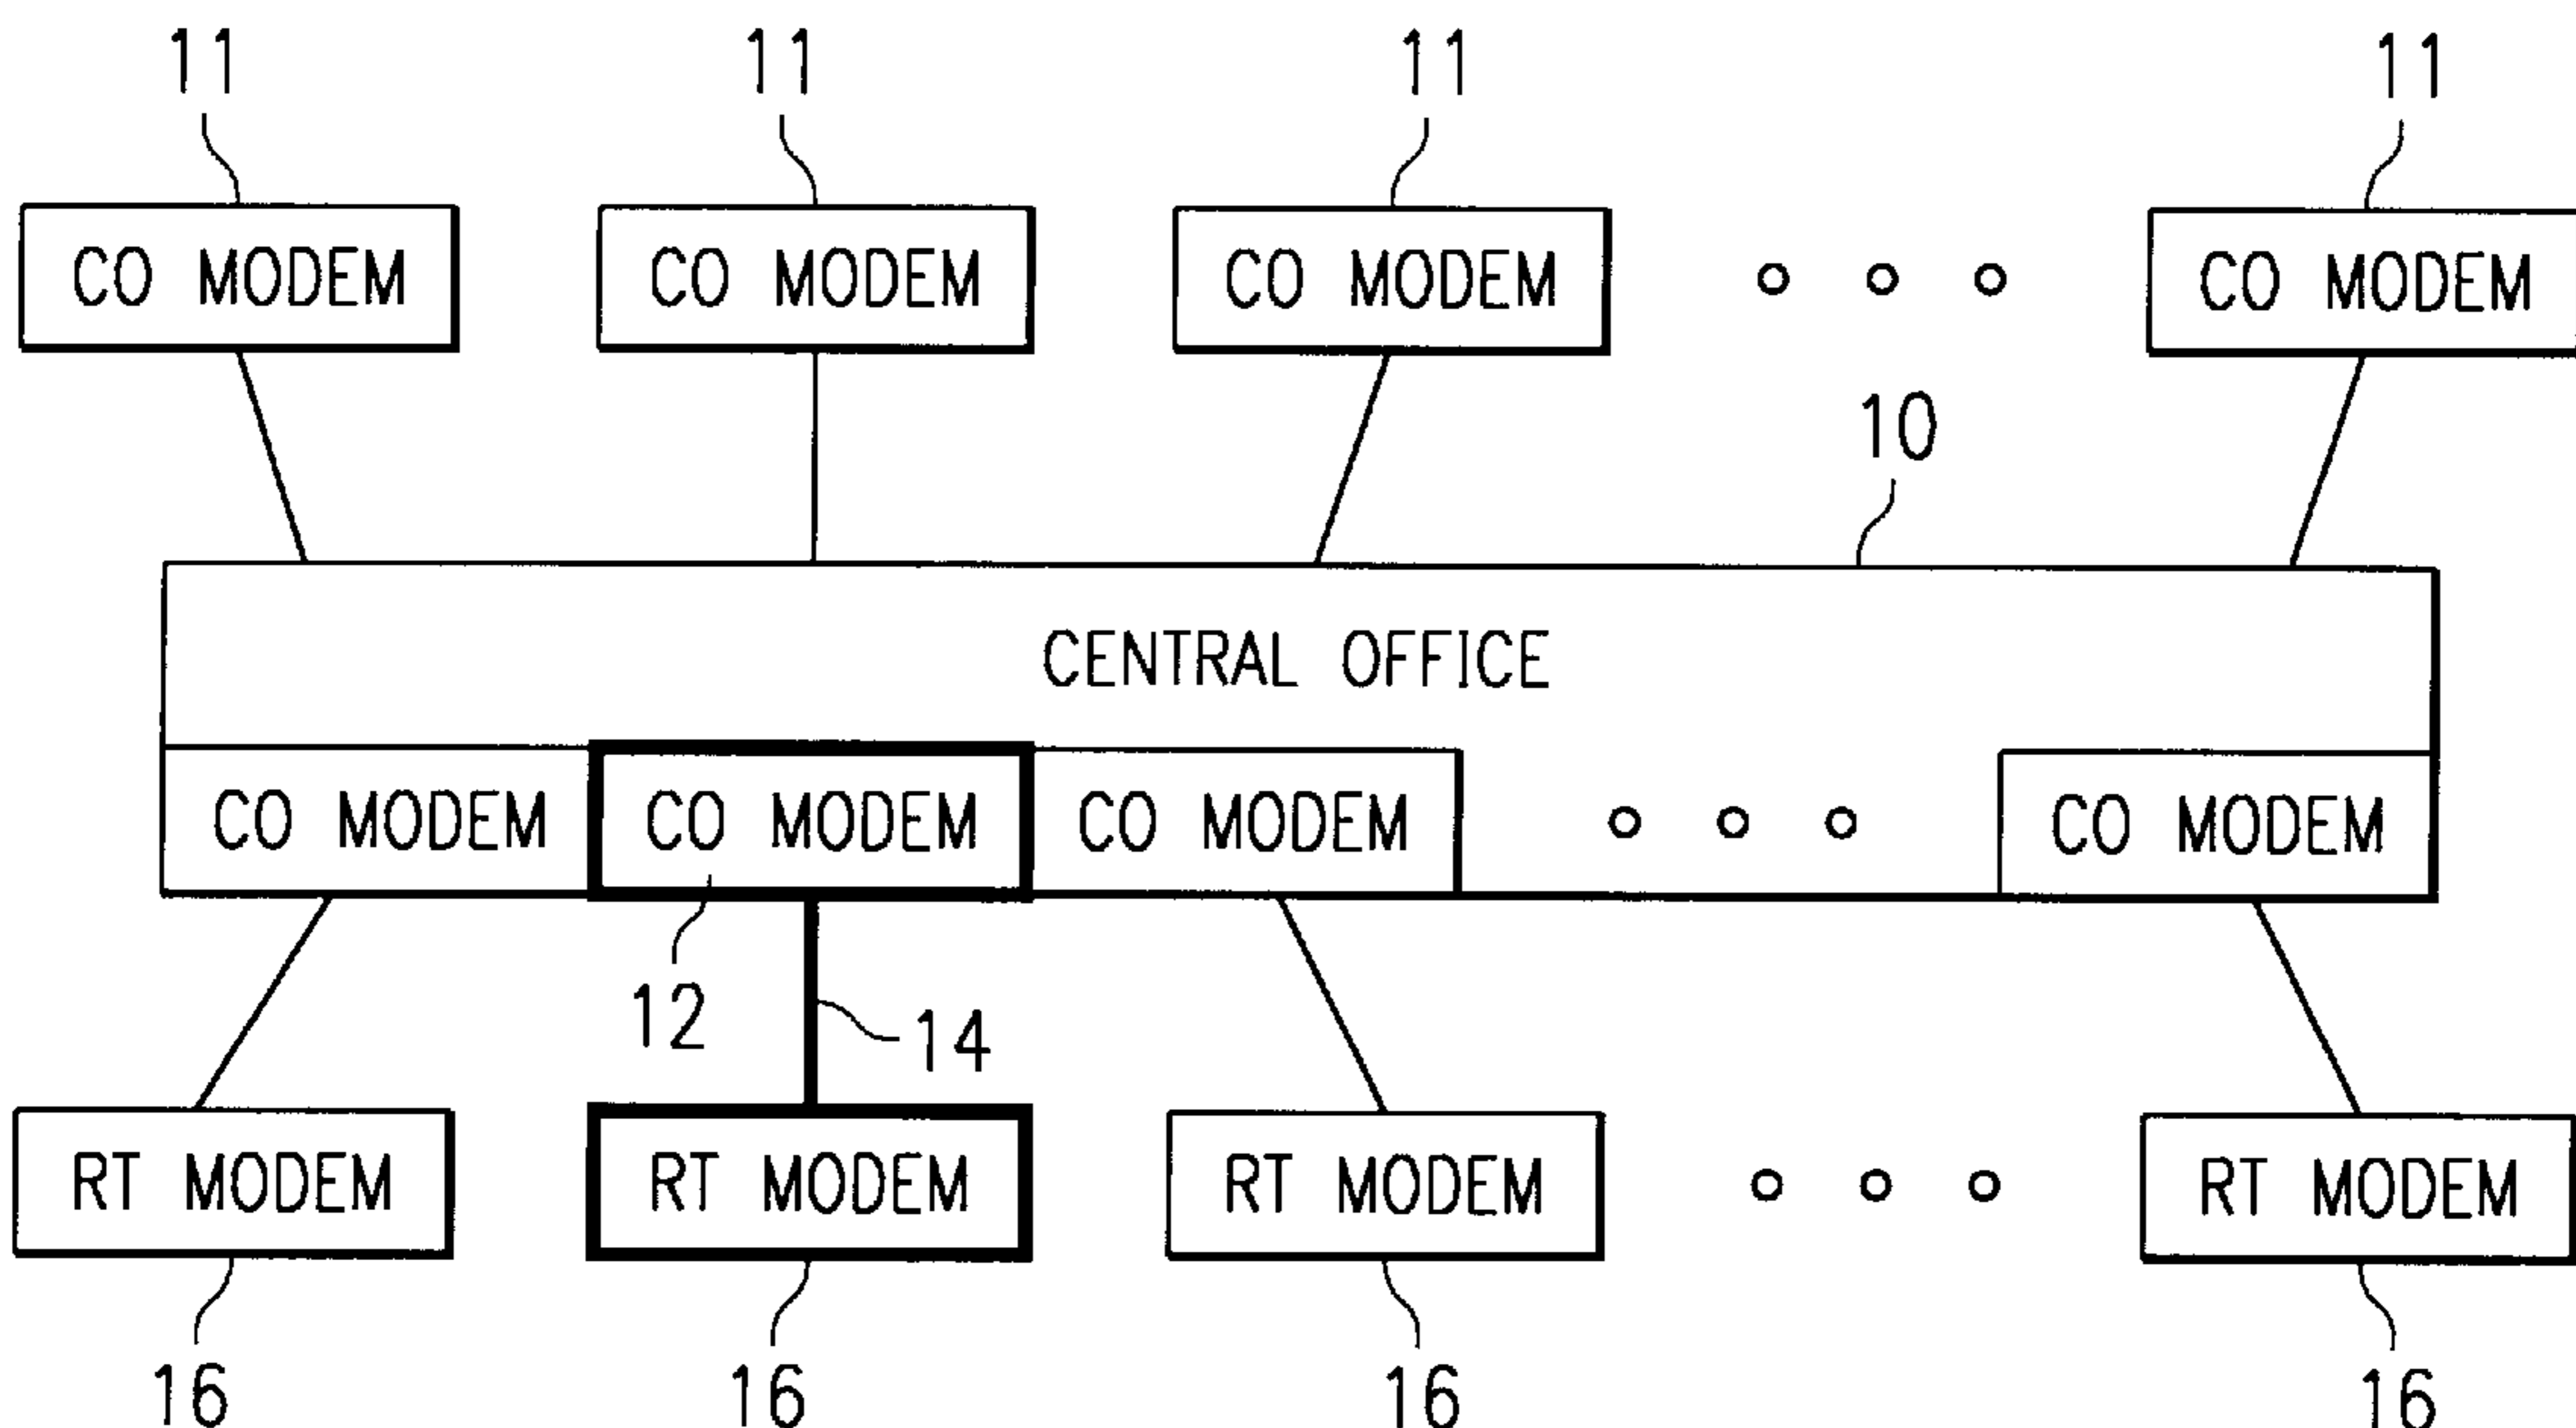 11 11 11 11
CO MODEM CO MODEM CO MODEM CO MODEM
10
CENTRAL OFFICE
CO MODEM CO MODEM CO MODEM CO MODEM
12 14
RT MODEM RT MODEM RT MODEM RT MODEM
16 16 16 16